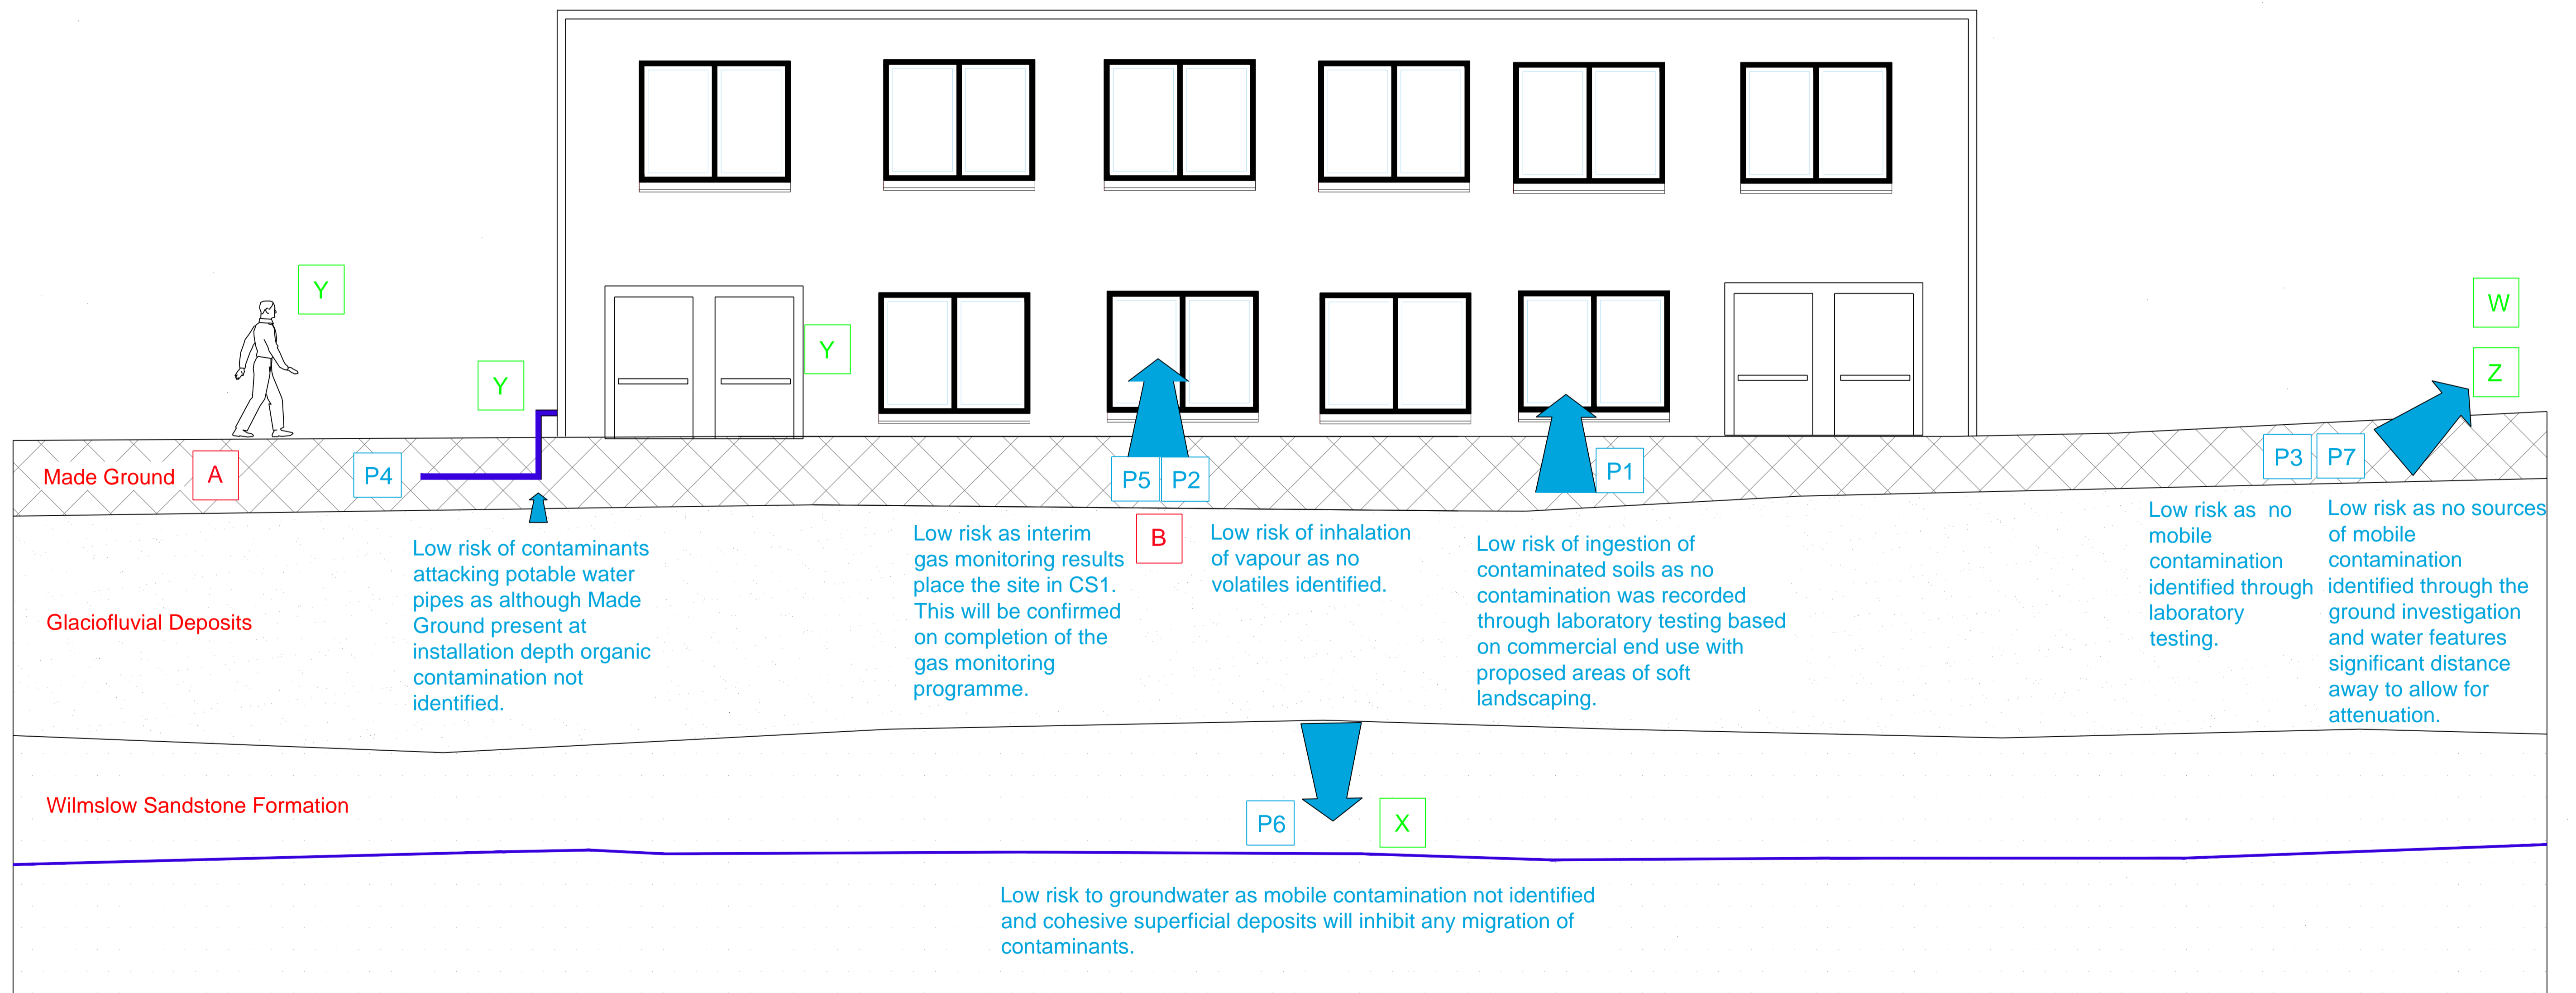 Y
W
Y
Y
Z
Made Ground
A
P4
P5
P2
P1
P3
P7
B
Low risk of contaminants
attacking potable water
pipes as although Made
Ground present at
installation depth organic
contamination not
identified.
Low risk as interim
gas monitoring results
place the site in CS1.
This will be confirmed
on completion of the
gas monitoring
programme.
Low risk of inhalation
of vapour as no
volatiles identified.
Low risk of ingestion of
contaminated soils as no
contamination was recorded
through laboratory testing based
on commercial end use with
proposed areas of soft
landscaping.
Low risk as no
mobile
contamination
identified through
laboratory
testing.
Low risk as no sources
of mobile
contamination
identified through the
ground investigation
and water features
significant distance
away to allow for
attenuation.
Glaciofluvial Deposits
Wilmslow Sandstone Formation
P6
X
Low risk to groundwater as mobile contamination not identified
and cohesive superficial deposits will inhibit any migration of
contaminants.